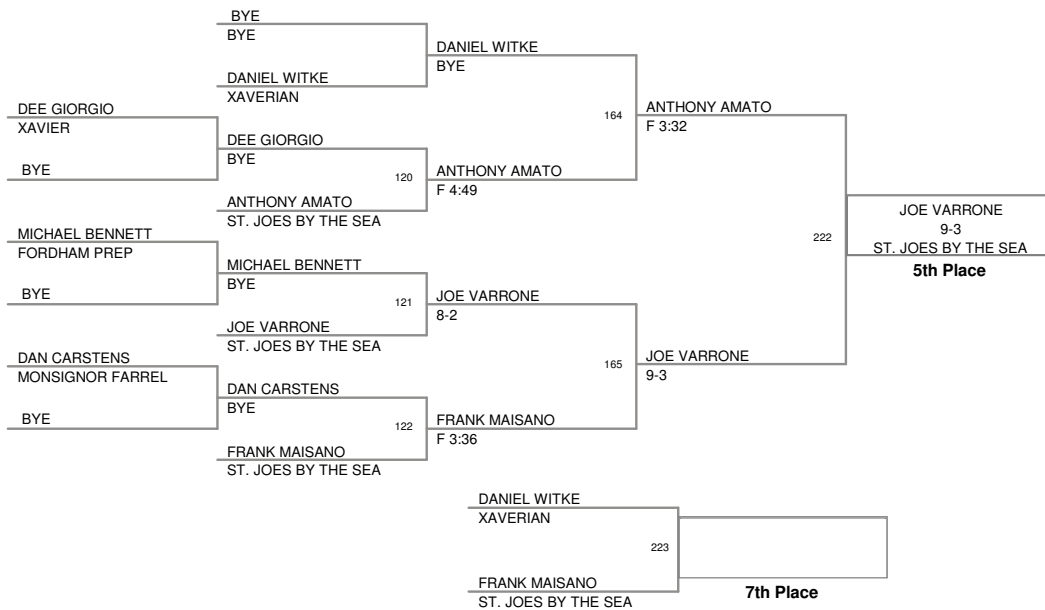 BYE
BYE
DANIEL WITKE
BYE
DANIEL WITKE
XAVERIAN
DEE GIORGIO
XAVIER
164
ANTHONY AMATO
F 3:32
DEE GIORGIO
BYE
BYE
120
ANTHONY AMATO
F 4:49
ANTHONY AMATO
ST. JOES BY THE SEA
JOE VARRONE
9-3
ST. JOES BY THE SEA
5th Place
222
MICHAEL BENNETT
FORDHAM PREP
MICHAEL BENNETT
BYE
BYE
121
JOE VARRONE
8-2
JOE VARRONE
ST. JOES BY THE SEA
DAN CARSTENS
MONSIGNOR FARREL
165
JOE VARRONE
9-3
DAN CARSTENS
BYE
BYE
122
FRANK MAISANO
F 3:36
FRANK MAISANO
ST. JOES BY THE SEA
DANIEL WITKE
XAVERIAN
223
FRANK MAISANO
ST. JOES BY THE SEA
7th Place